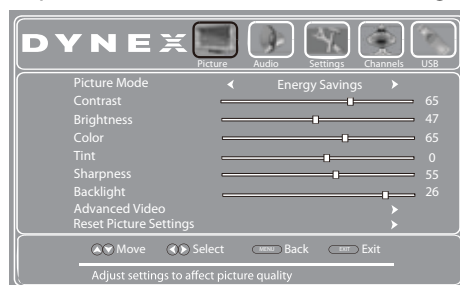 DYNEX
Picture Audio Settings Channels USB
Picture Mode Energy Savings
Contrast 65
Brightness 47
Color 65
Tint 0
Sharpness 55
Backlight 26
Advanced Video
Reset Picture Settings
Move Select MENU Back EXIT Exit
Adjust settings to affect picture quality